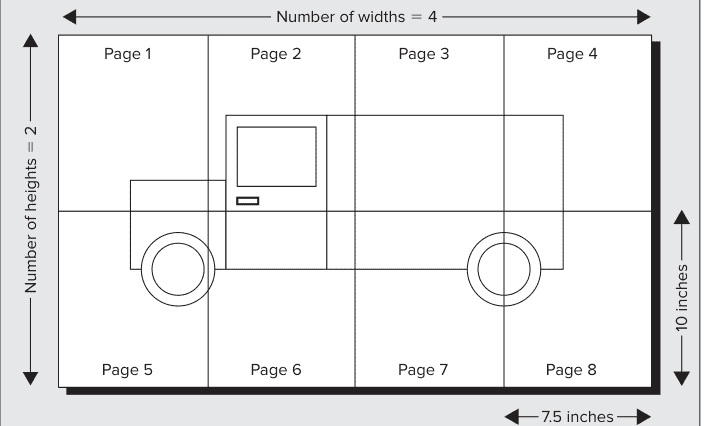 Number of widths = 4
Page 1
Page 2
Page 3
Page 4
Number of heights = 2
10 inches
Page 5
Page 6
Page 7
Page 8
7.5 inches